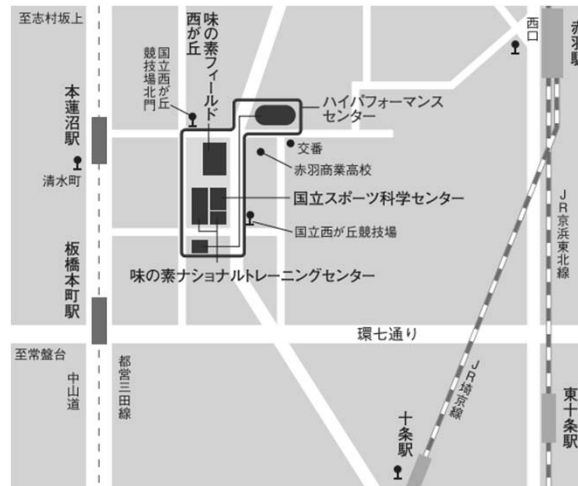 至志村坂上
味の素フィールド
西が丘
国立西が丘
競技場北門
本蓮沼駅
清水町
ハイパフォーマンス
センター
交番
赤羽商業高校
国立スポーツ科学センター
国立西が丘競技場
味の素ナショナルトレーニングセンター
西口
赤羽駅
JR京浜東北線
板橋本町駅
環七通り
至常盤台
中山道
都営三田線
JR埼京線
十条駅
東十条駅